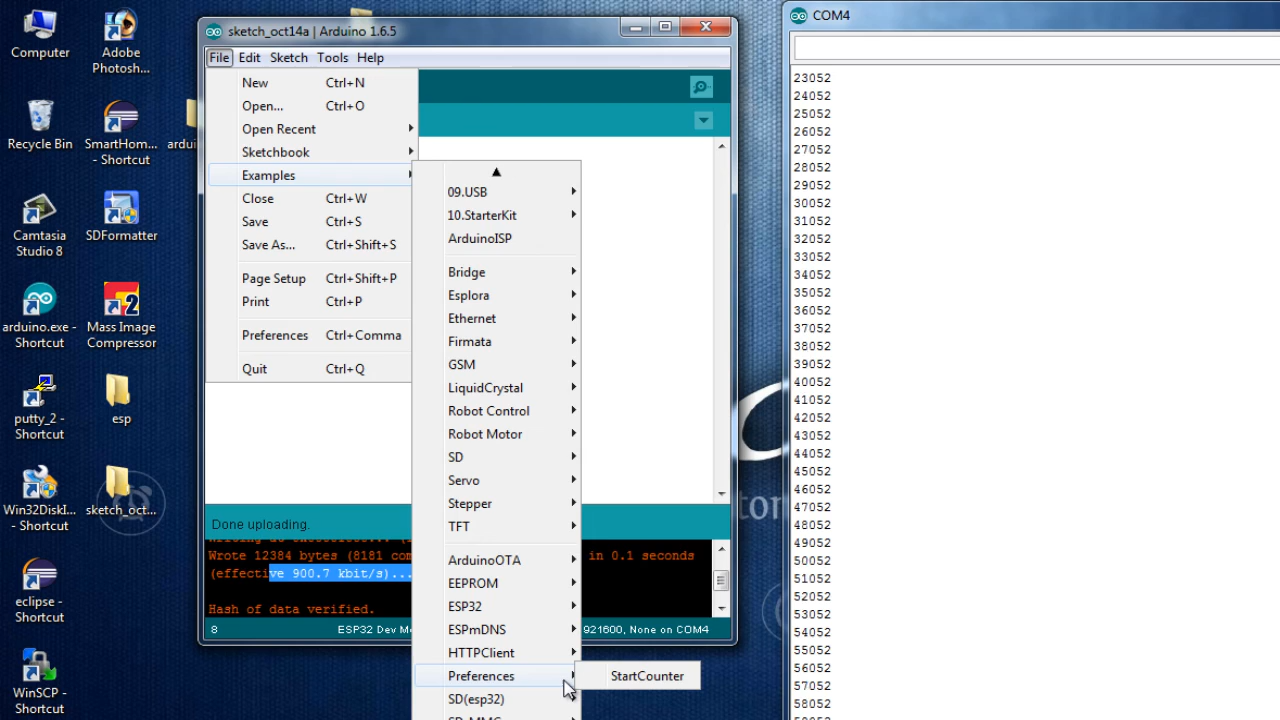 Computer
Adobe
Photosh...
Recycle Bin
SmartHom...
- Shortcut
ardui
Camtasia
Studio 8
SDFormatter
arduino.exe -
Shortcut
Mass Image
Compressor
putty_2 -
Shortcut
esp
Win32DiskI...
- Shortcut
sketch_oct...
eclipse -
Shortcut
WinSCP -
Shortcut
sketch_oct14a | Arduino 1.6.5
File Edit Sketch Tools Help
New Ctrl+N
Open... Ctrl+O
Open Recent
Sketchbook
Examples
Close Ctrl+W
Save Ctrl+S
Save As... Ctrl+Shift+S
Page Setup Ctrl+Shift+P
Print Ctrl+P
Preferences Ctrl+Comma
Quit Ctrl+Q
09.USB
10.StarterKit
ArduinoISP
Bridge
Esplora
Ethernet
Firmata
GSM
LiquidCrystal
Robot Control
Robot Motor
SD
Servo
Stepper
TFT
ArduinoOTA
EEPROM
ESP32
ESPmDNS
HTTPClient
Preferences
SD(esp32)
StartCounter
Done uploading.
Wrote 12384 bytes (8181 com in 0.1 seconds
(effective 900.7 kbit/s)...
Hash of data verified.
8 ESP32 Dev Mo 921600, None on COM4
COM4
23052
24052
25052
26052
27052
28052
29052
30052
31052
32052
33052
34052
35052
36052
37052
38052
39052
40052
41052
42052
43052
44052
45052
46052
47052
48052
49052
50052
51052
52052
53052
54052
55052
56052
57052
58052